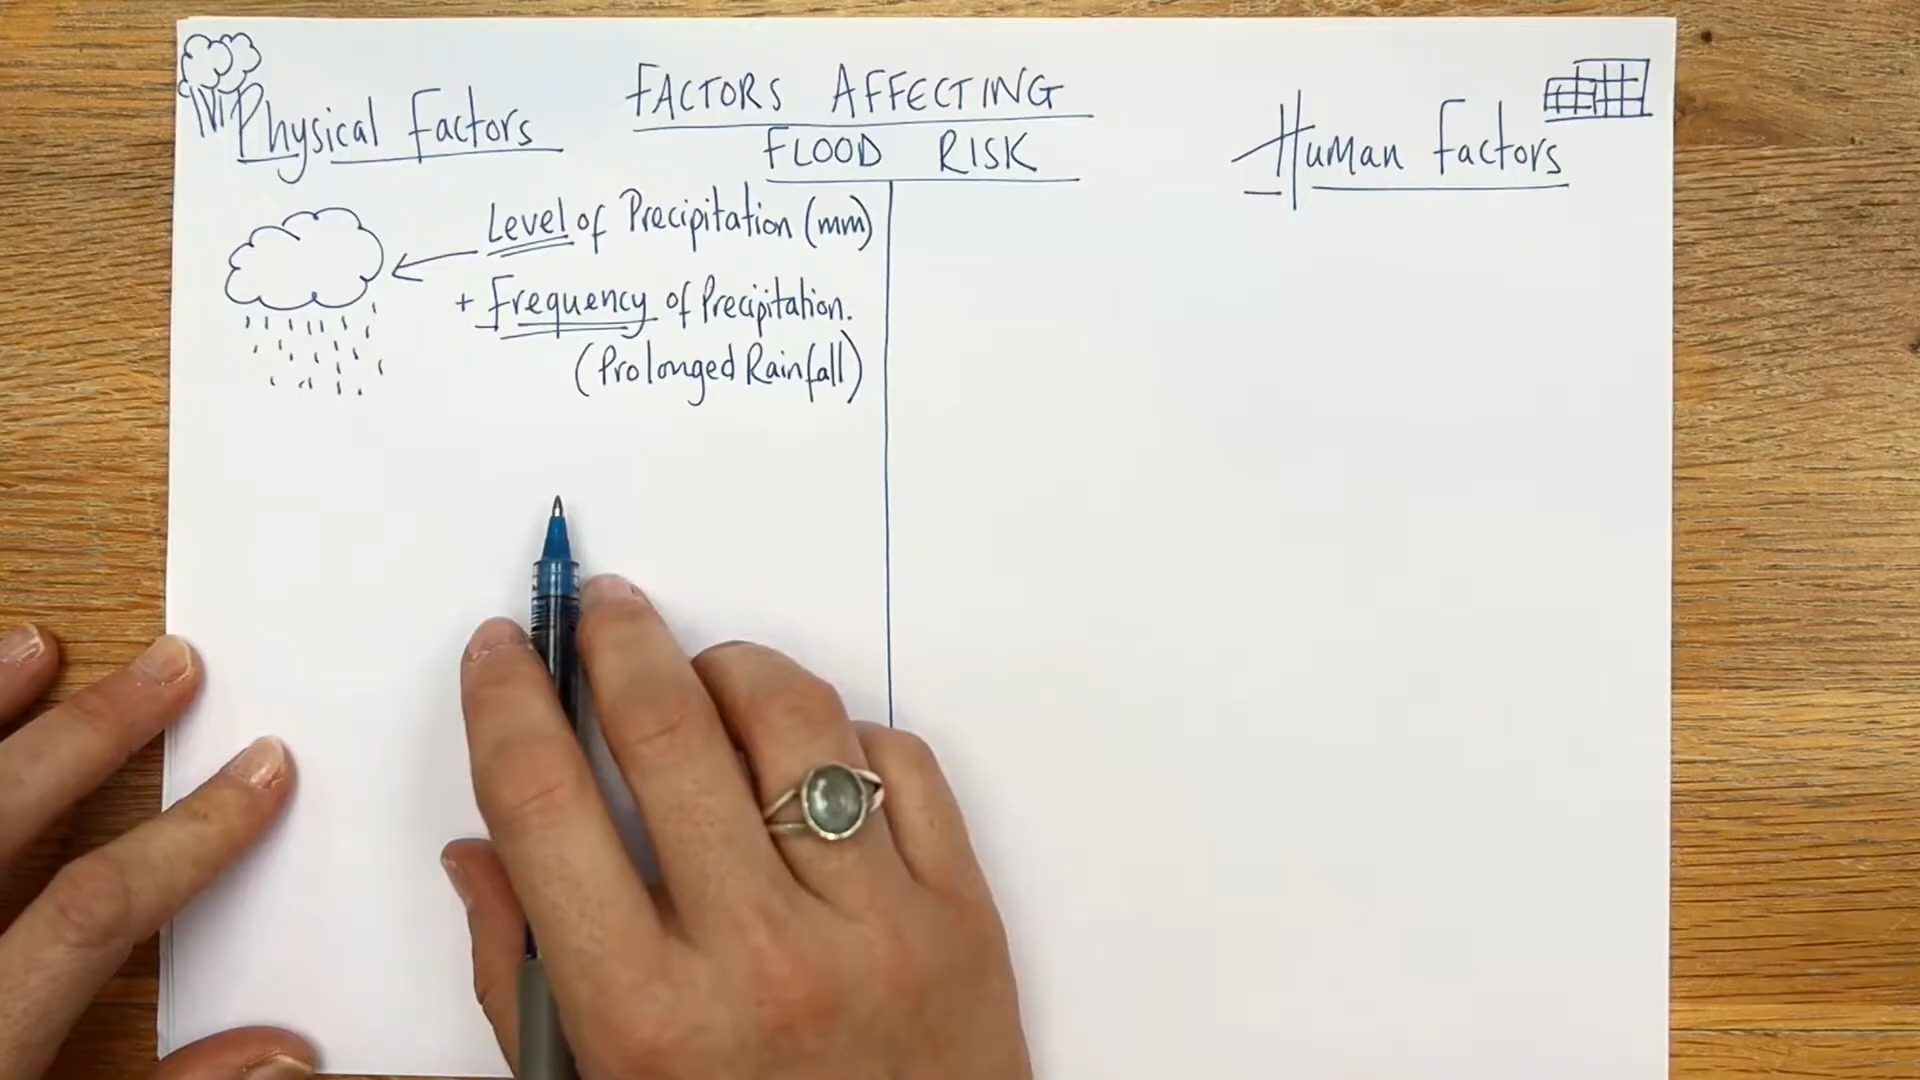 FACTORS AFFECTING
FLOOD RISK
Physical Factors
Level of Precipitation (mm)
+ Frequency of Precipitation.
(Prolonged Rainfall)
Human Factors